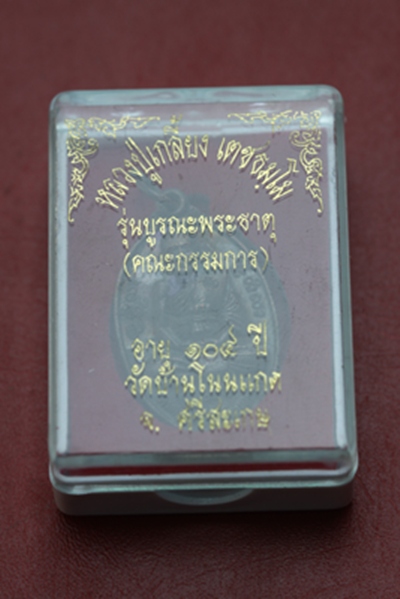 หลวงปู่เกลี้ยง เตชธมฺโม
รุ่นบูรณะพระธาตุ
(คณะกรรมการ)
อายุ ๑๐๔ ปี
วัดบ้านโนนแกด
จ. ศรีสะเกษ